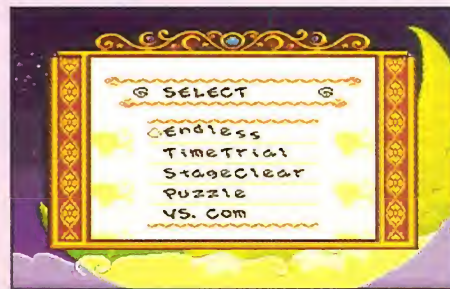 SELECT
Endless
TimeTrial
StageClear
Puzzle
VS. Com